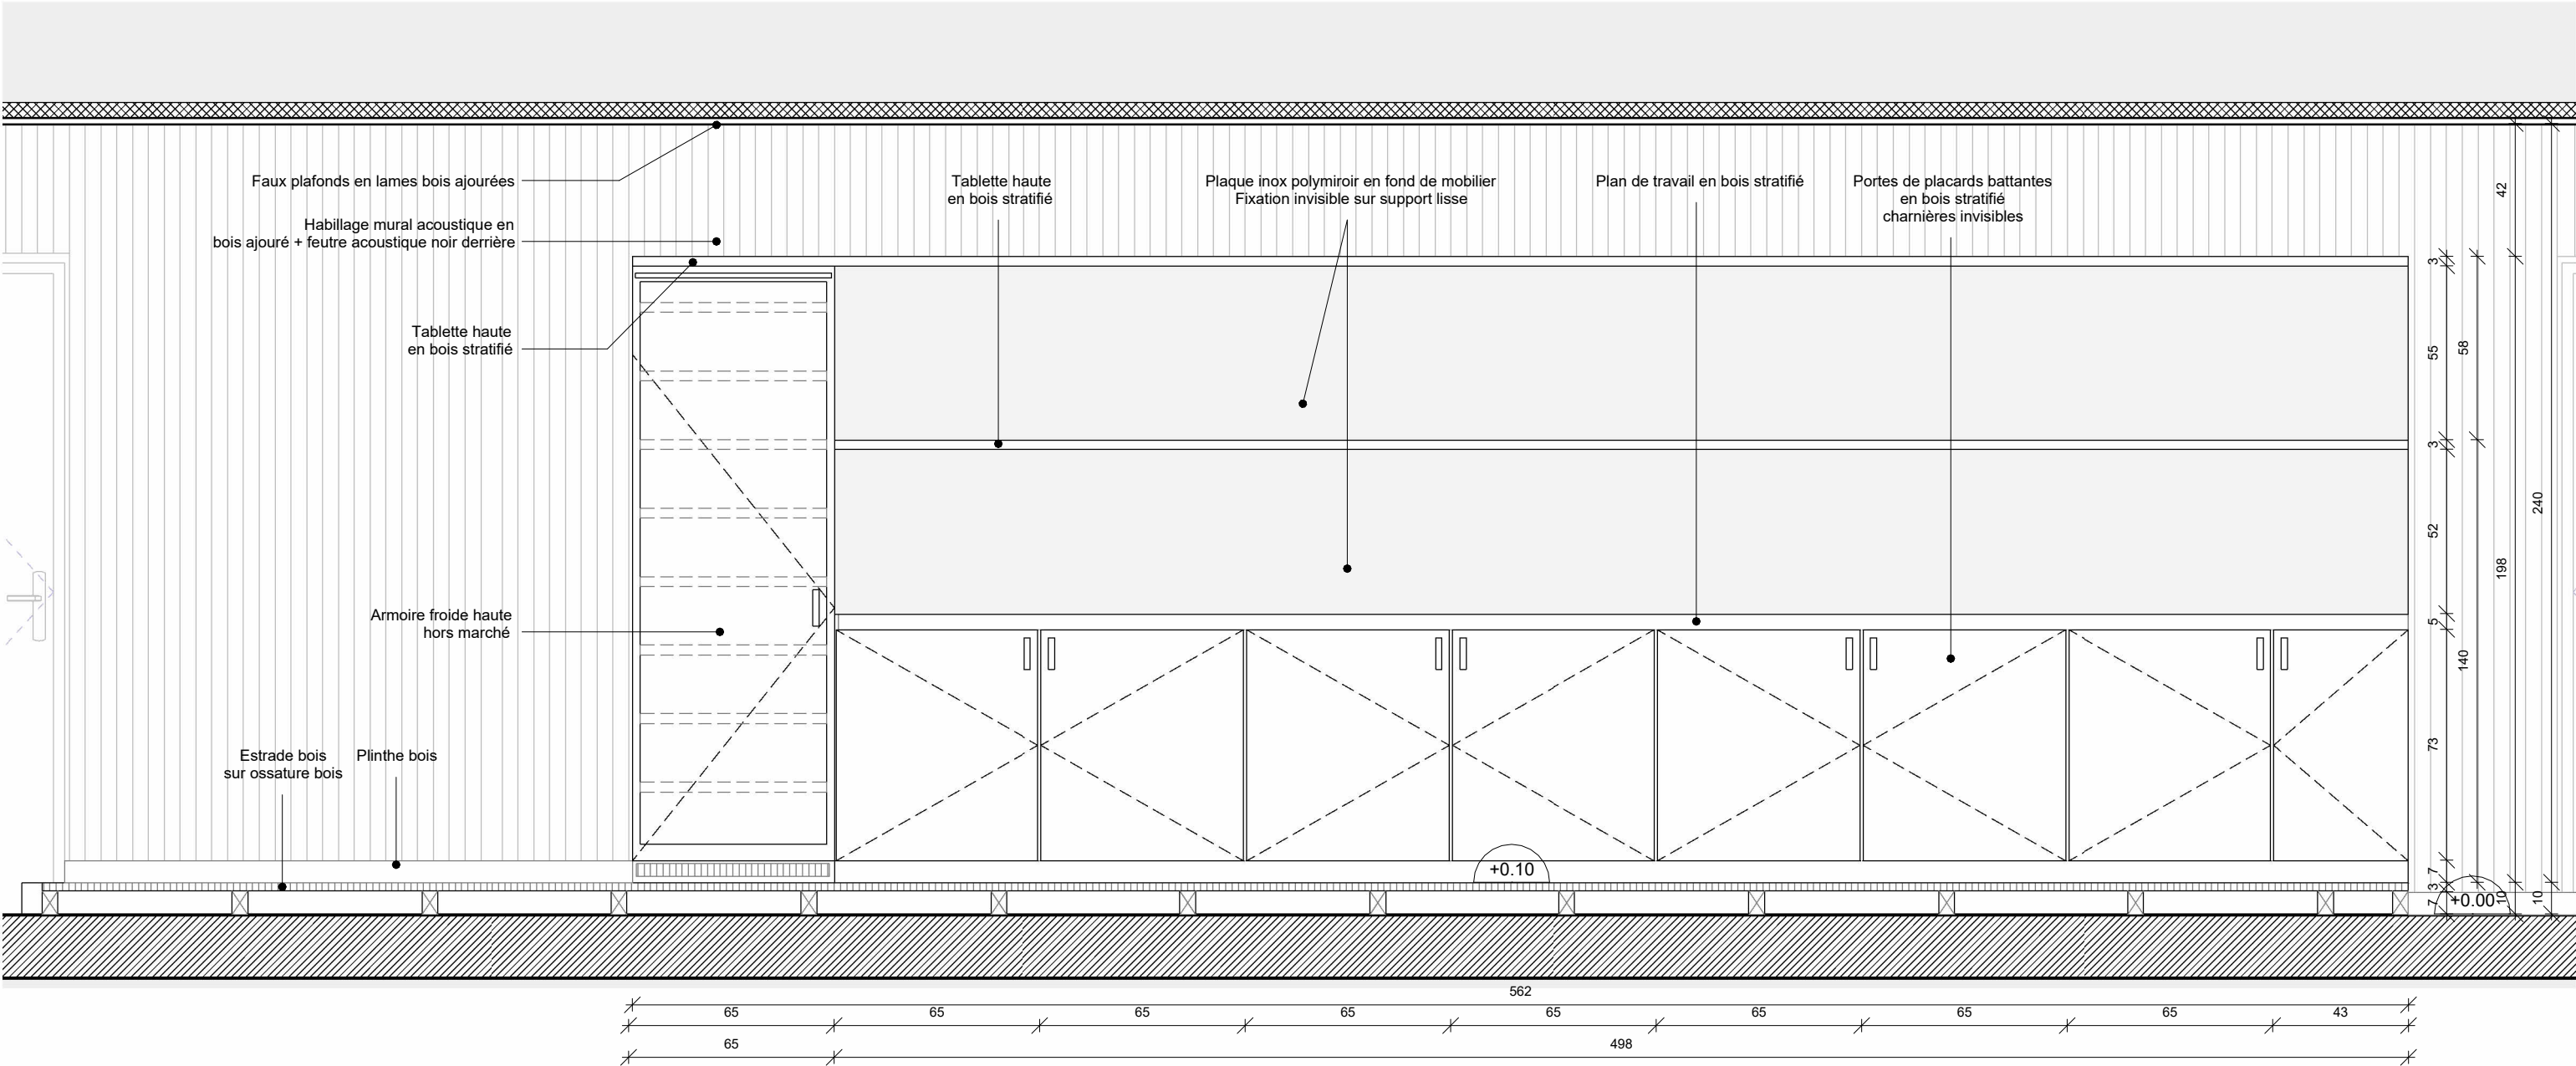 Faux plafonds en lames bois ajourées
Habillage mural acoustique en
bois ajouré + feutre acoustique noir derrière
Tablette haute
en bois stratifié
Plaque inox polymiroir en fond de mobilier
Fixation invisible sur support lisse
Plan de travail en bois stratifié
Portes de placards battantes
en bois stratifié
charnières invisibles
Tablette haute
en bois stratifié
Armoire froide haute
hors marché
Estrade bois
sur ossature bois
Plinthe bois
+0.10
+0.00
3
55
3
52
5
73
7
3
7
58
140
42
198
10
240
10
562
65
65
65
65
65
65
65
65
43
65
498